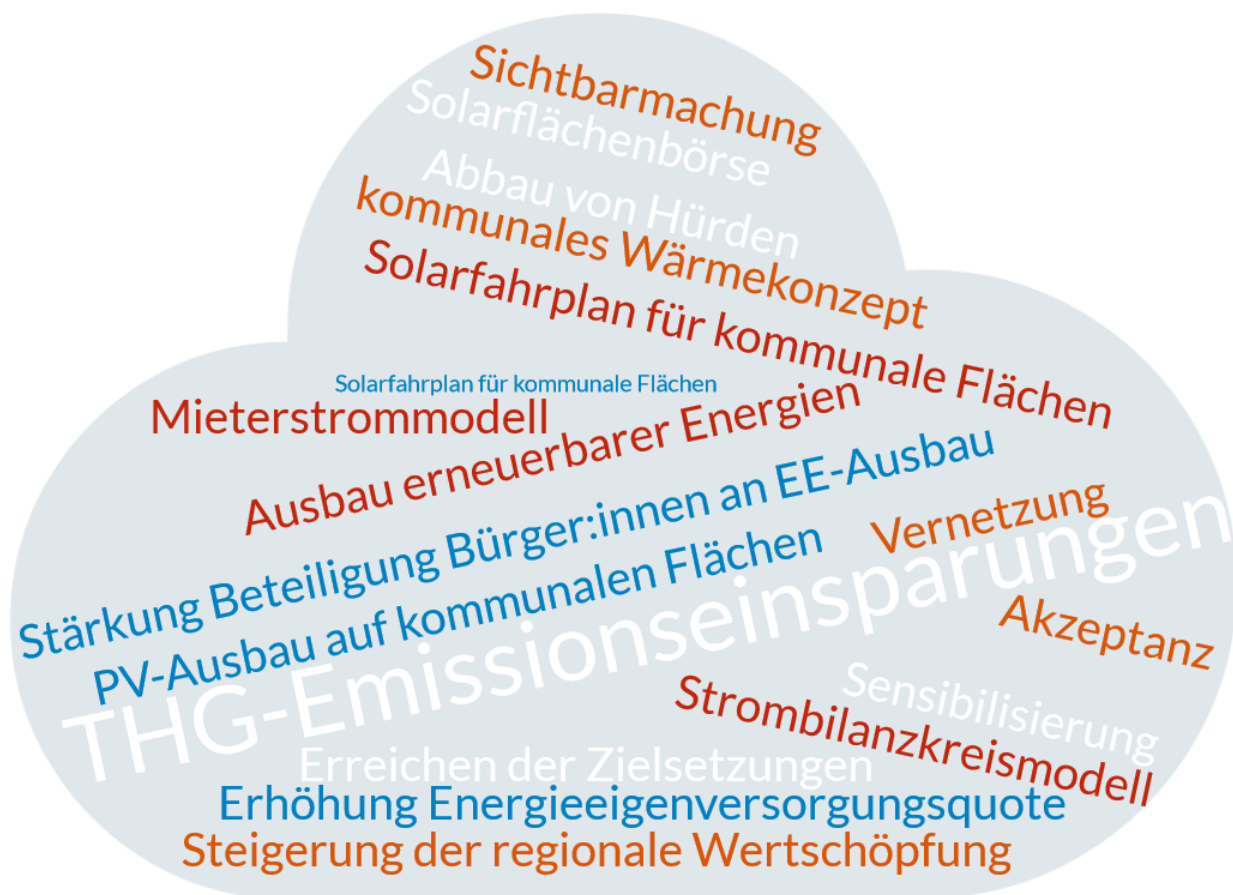 Sichtbarmachung
Solarflächenbörse
Abbau von Hürden
kommunales Wärmekonzept
Solarfahrplan für kommunale Flächen
Solarfahrplan für kommunale Flächen
Mieterstrommodell
Ausbau erneuerbarer Energien
Stärkung Beteiligung Bürger:innen an EE-Ausbau
PV-Ausbau auf kommunalen Flächen
Vernetzung
THG-Emissionseinsparungen
Akzeptanz
Sensibilisierung
Strombilanzkreismodell
Erreichen der Zielsetzungen
Erhöhung Energieeigenversorgungsquote
Steigerung der regionale Wertschöpfung